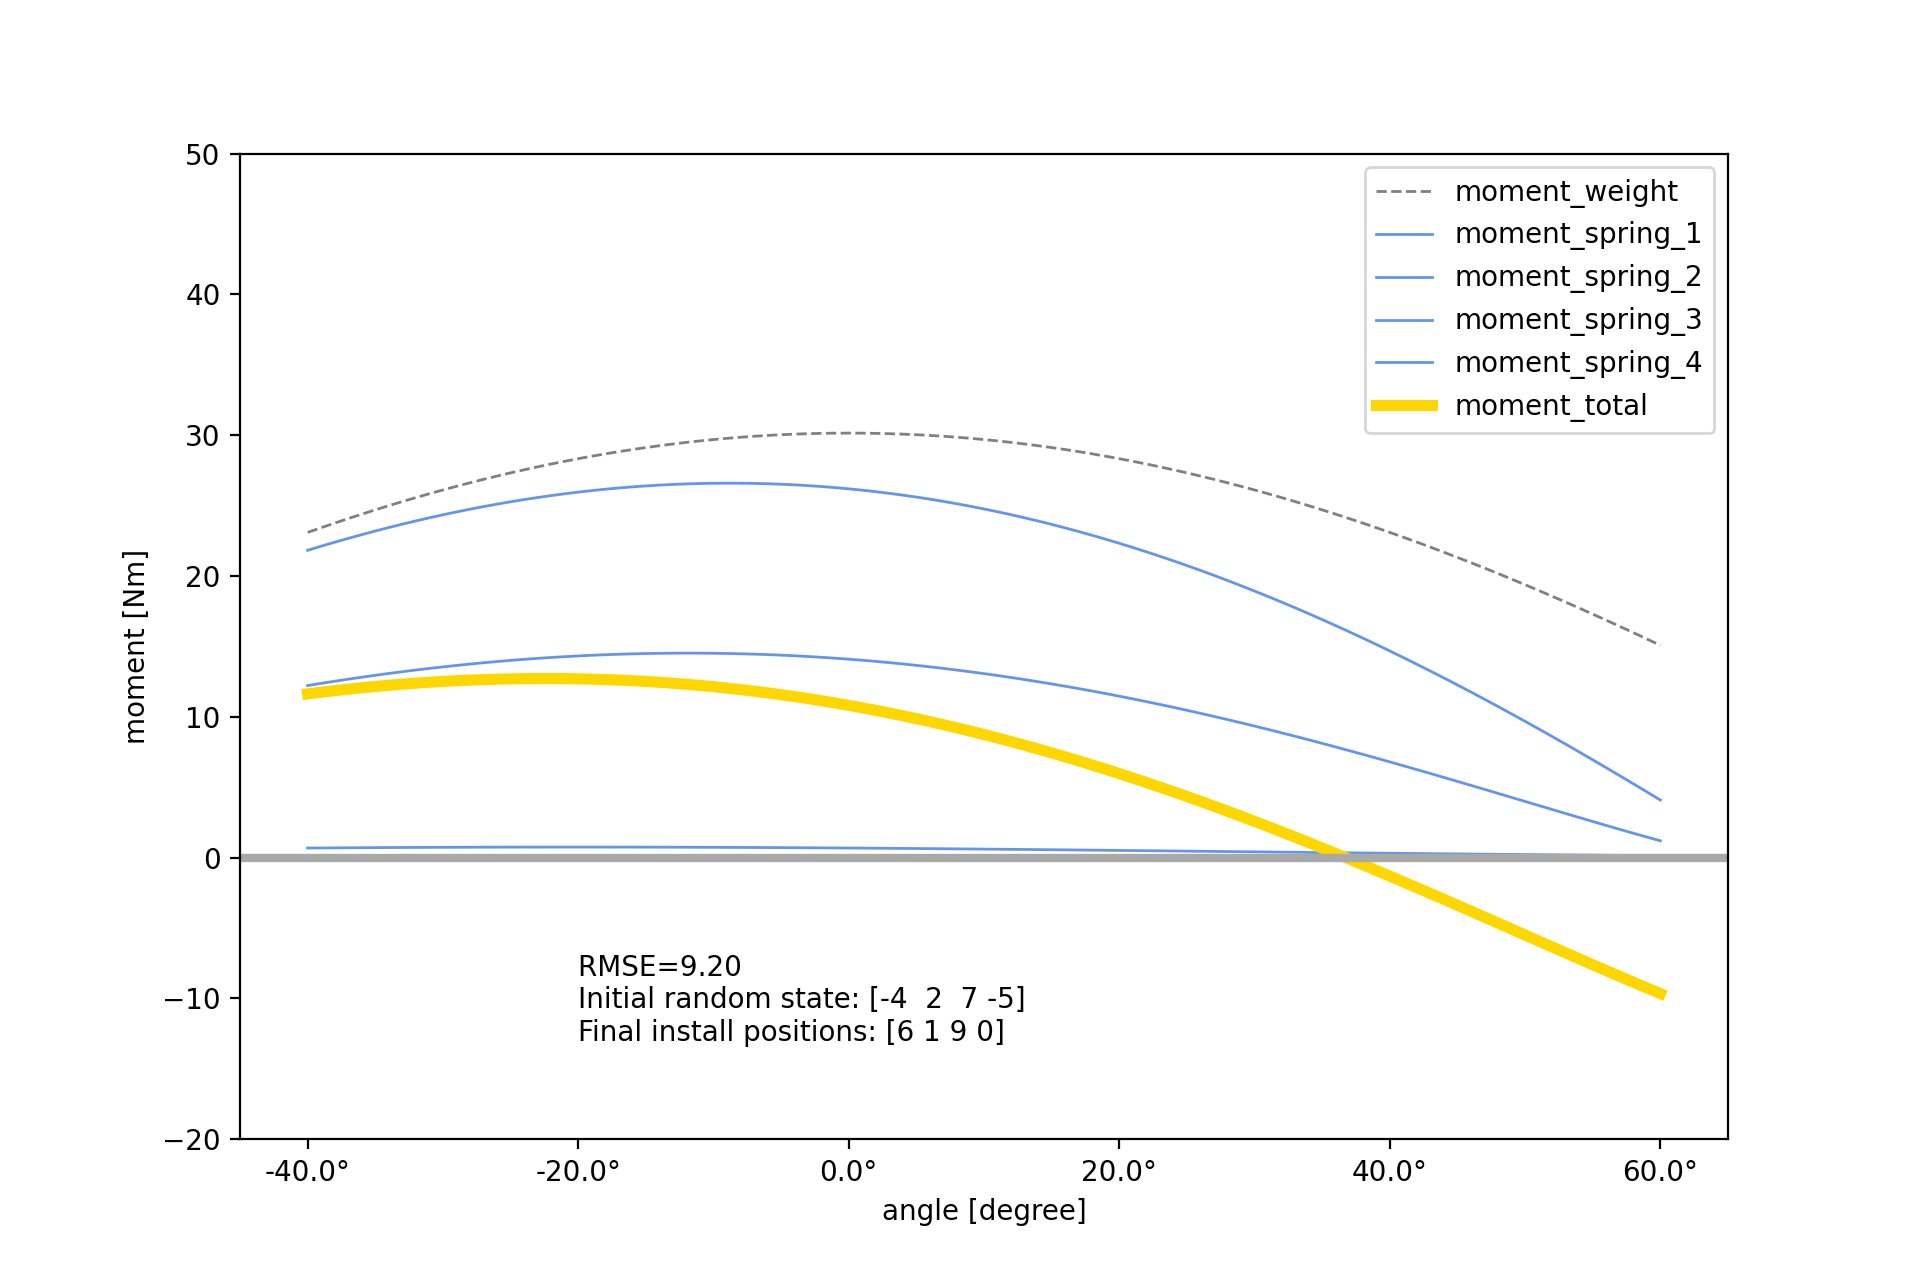 50
40
30
20
10
0
−10
−20
moment [Nm]
moment_weight
moment_spring_1
moment_spring_2
moment_spring_3
moment_spring_4
moment_total
RMSE=9.20
Initial random state: [-4  2  7 -5]
Final install positions: [6 1 9 0]
-40.0° -20.0° 0.0° 20.0° 40.0° 60.0°
angle [degree]